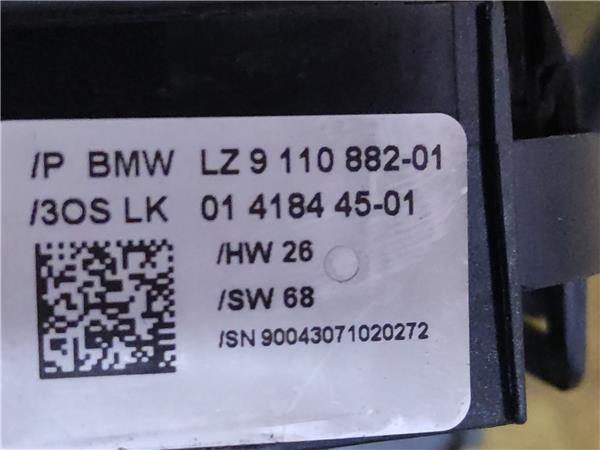 /P BMW LZ 9 110 882-01
/3OS LK 01 4184 45-01
/HW 26
/SW 68
/SN 90043071020272